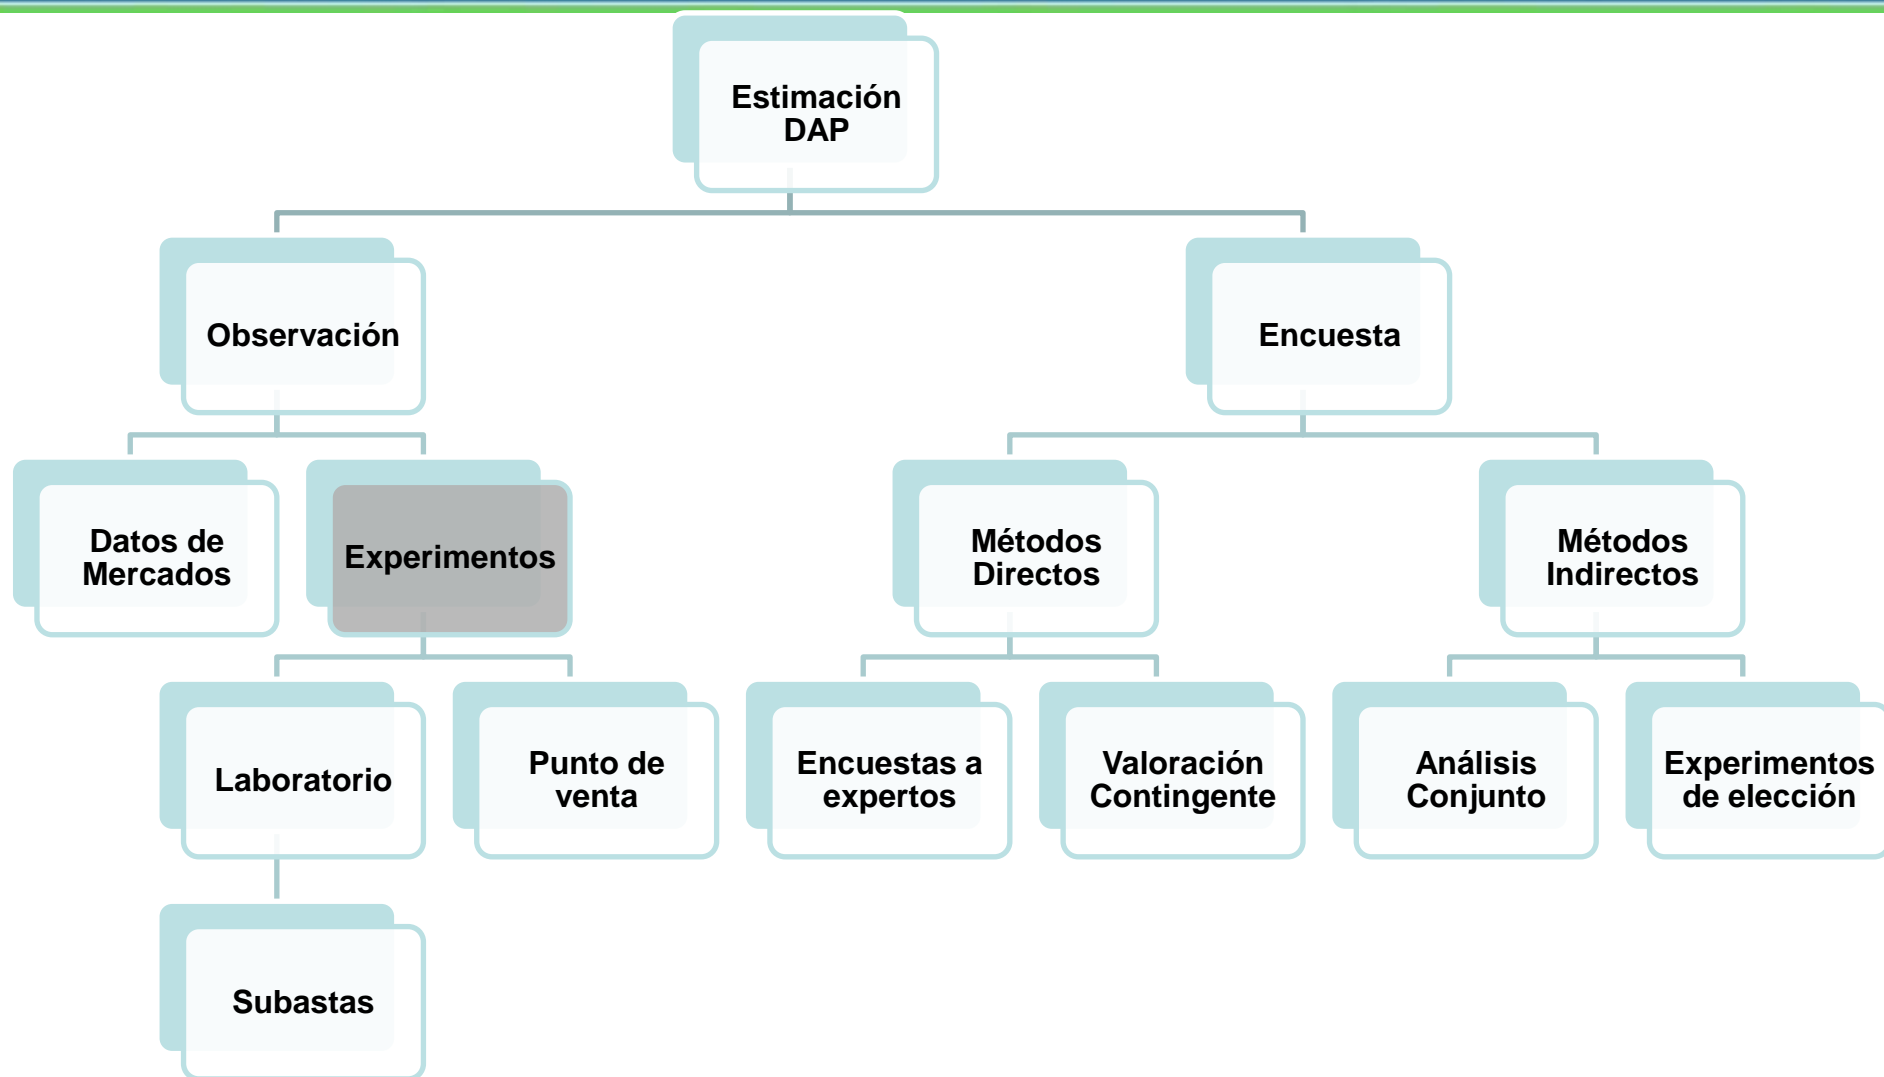 Estimación
DAP
Observación
Encuesta
Datos de
Mercados
Experimentos
Métodos
Directos
Métodos
Indirectos
Laboratorio
Punto de
venta
Encuestas a
expertos
Valoración
Contingente
Análisis
Conjunto
Experimentos
de elección
Subastas